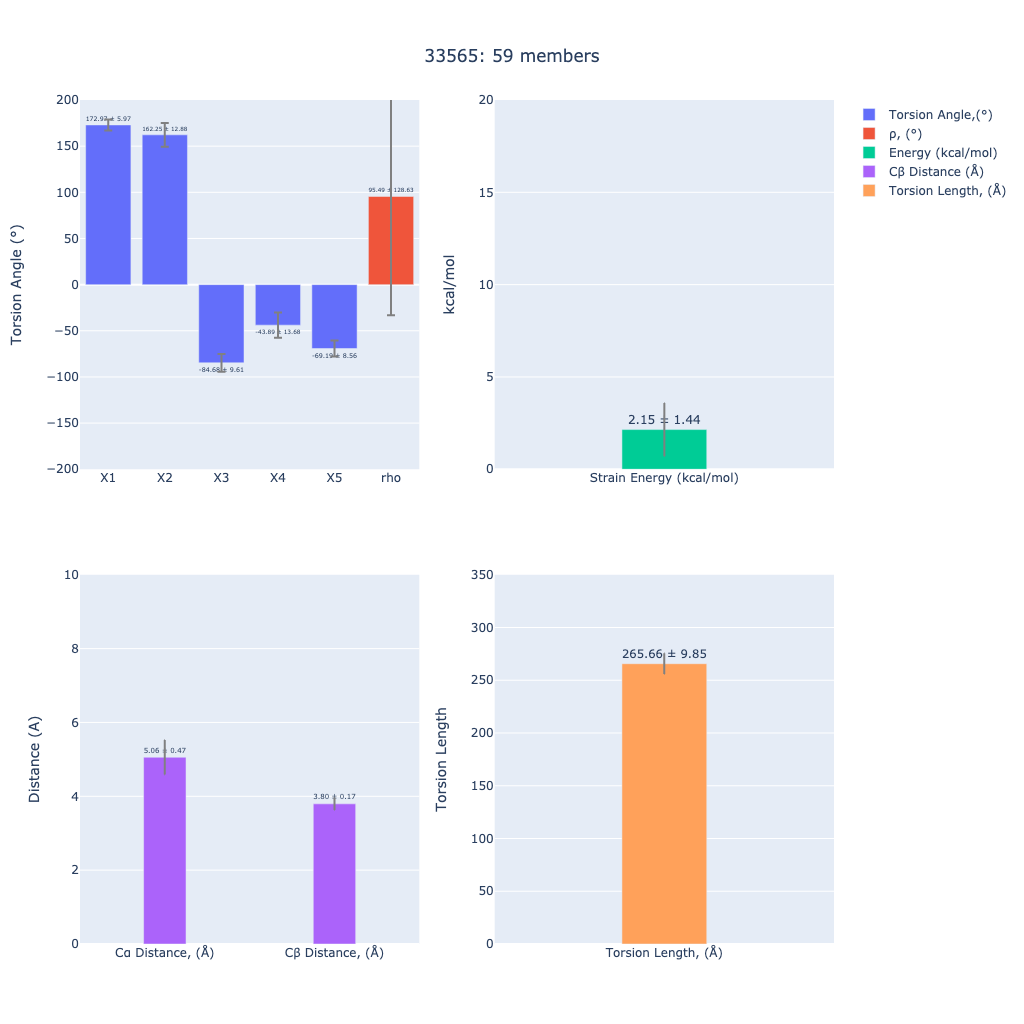 33565: 59 members
Torsion Angle (°)
200
150
100
50
0
−50
−100
−150
−200
172.97 ± 5.97
162.25 ± 12.88
-84.68 ± 9.61
-43.89 ± 13.68
-69.19 ± 8.56
95.49 ± 128.63
X1 X2 X3 X4 X5 rho
kcal/mol
20
15
10
5
0
2.15 ± 1.44
Strain Energy (kcal/mol)
Torsion Angle,(°)
ρ, (°)
Energy (kcal/mol)
Cβ Distance (Å)
Torsion Length, (Å)
Distance (A)
10
8
6
4
2
0
5.06 ± 0.47
3.80 ± 0.17
Cα Distance, (Å) Cβ Distance, (Å)
Torsion Length
350
300
250
200
150
100
50
0
265.66 ± 9.85
Torsion Length, (Å)